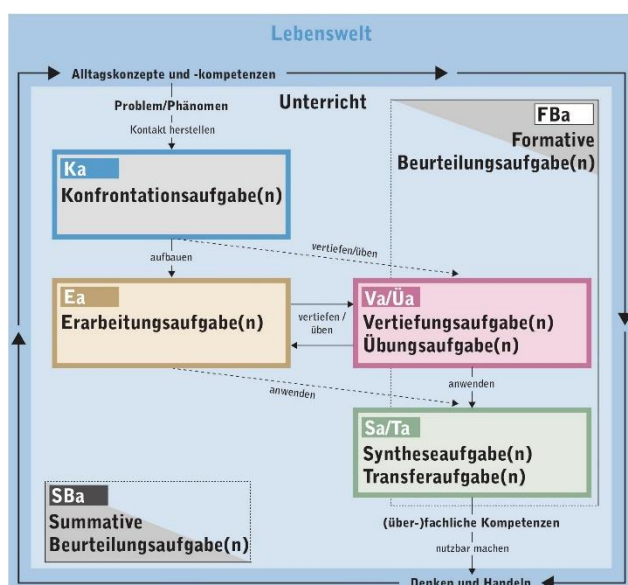 Lebenswelt
Alltagskonzepte und -kompetenzen
Problem/Phänomen
Unterricht
Kontakt herstellen
FBa
Formative
Beurteilungsaufgabe(n)
Ka
Konfrontationsaufgabe(n)
aufbauen
vertiefen/üben
Ea
Erarbeitungsaufgabe(n)
vertiefen /
üben
Va/Üa
Vertiefungsaufgabe(n)
Übungsaufgabe(n)
anwenden
anwenden
Sa/Ta
Syntheseaufgabe(n)
Transferaufgabe(n)
SBa
Summative
Beurteilungsaufgabe(n)
(über-)fachliche Kompetenzen
nutzbar machen
Denken und Handeln